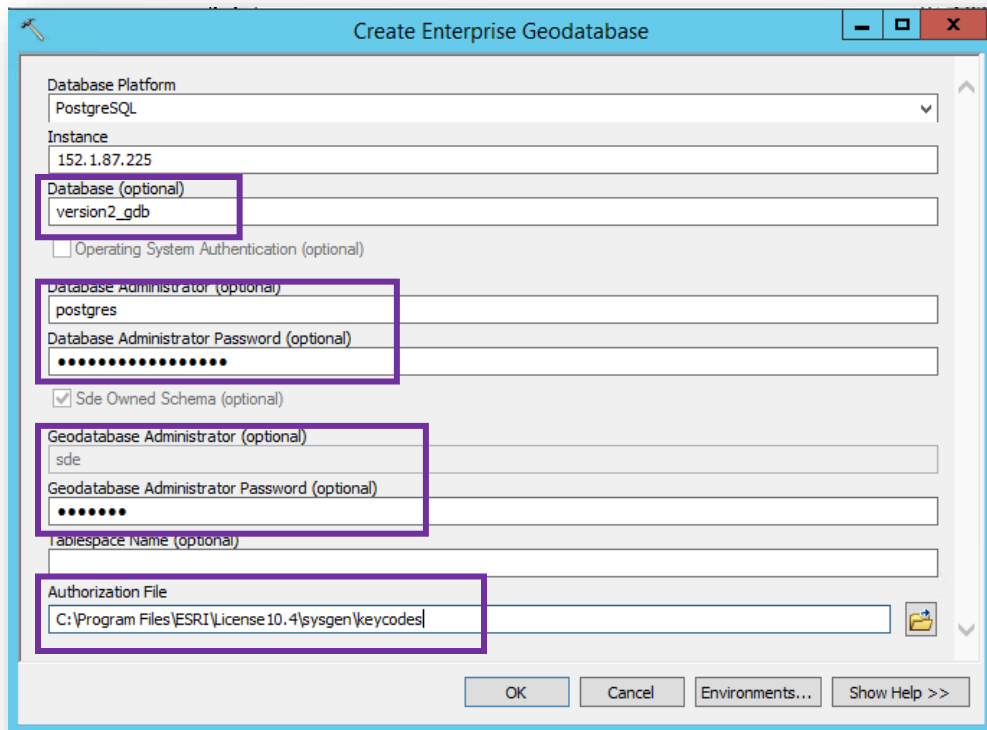 Create Enterprise Geodatabase
Database Platform
PostgreSQL
Instance
152.1.87.225
Database (optional)
version2_gdb
Operating System Authentication (optional)
Database Administrator (optional)
postgres
Database Administrator Password (optional)
●●●●●●●●●●●●●●●●●
Sde Owned Schema (optional)
Geodatabase Administrator (optional)
sde
Geodatabase Administrator Password (optional)
●●●●●●●
Tablespace Name (optional)
Authorization File
C:\Program Files\ESRI\License10.4\sysgen\keycodes
OK Cancel Environments... Show Help >>